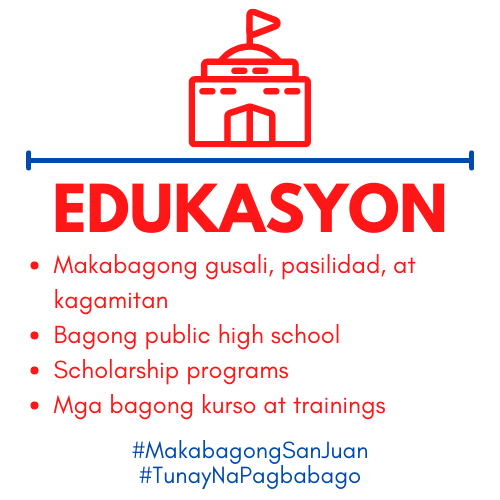 EDUKASYON
• Makabagong gusali, pasilidad, at
kagamitan
• Bagong public high school
• Scholarship programs
• Mga bagong kurso at trainings
#MakabagongSanJuan
#TunayNaPagbabago